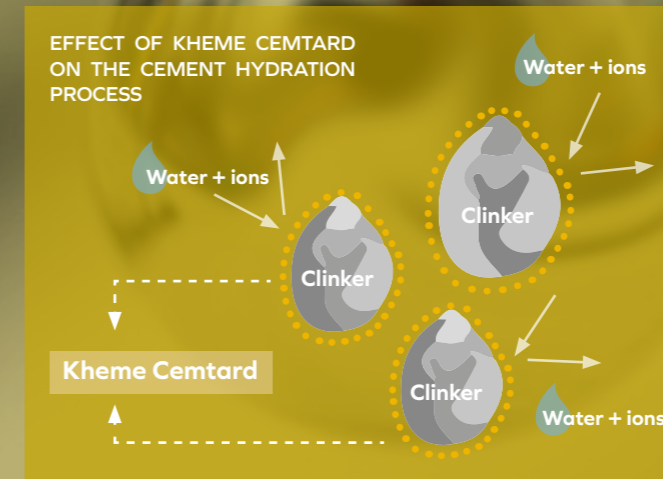 EFFECT OF KHEME CEMTARD
ON THE CEMENT HYDRATION
PROCESS
Water + ions
Water + ions
Clinker
Clinker
Kheme Cemtard
Clinker
Water + ions